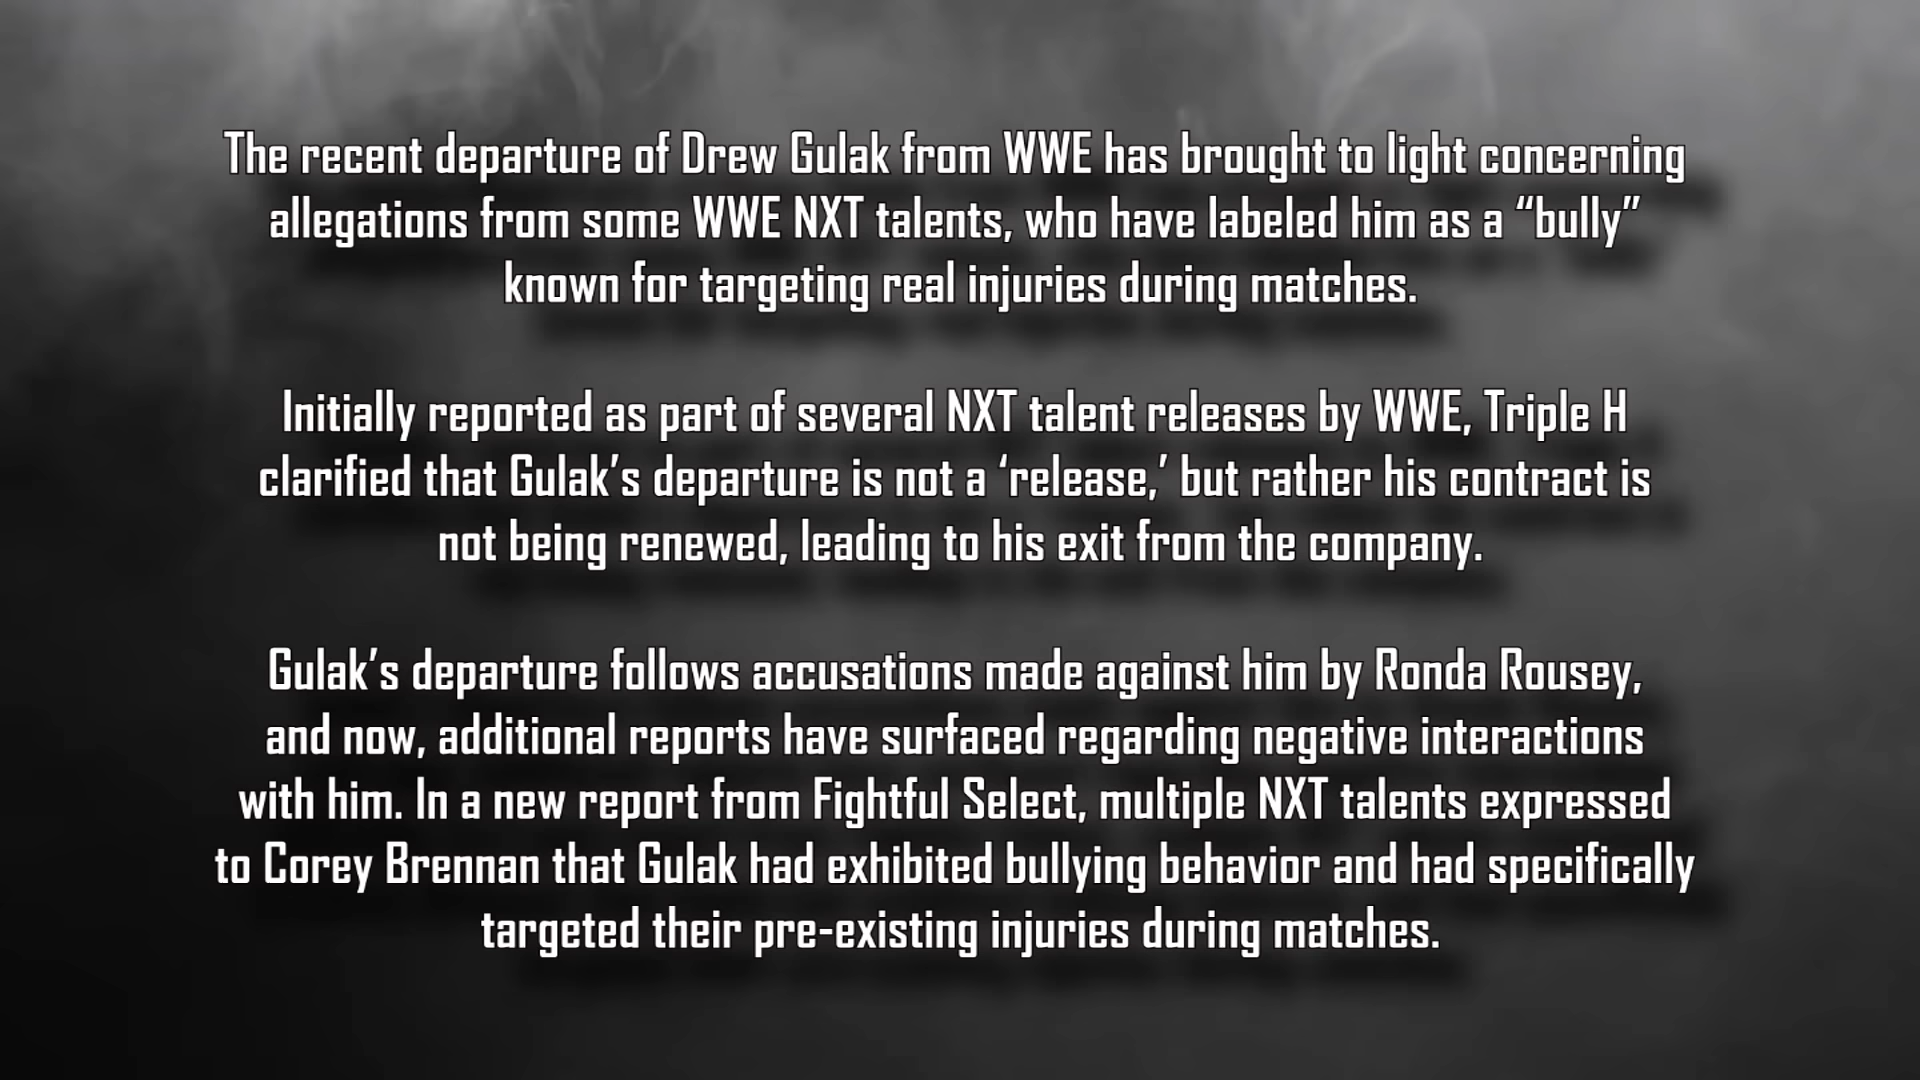 The recent departure of Drew Gulak from WWE has brought to light concerning
allegations from some WWE NXT talents, who have labeled him as a “bully”
known for targeting real injuries during matches.
Initially reported as part of several NXT talent releases by WWE, Triple H
clarified that Gulak’s departure is not a ‘release,’ but rather his contract is
not being renewed, leading to his exit from the company.
Gulak’s departure follows accusations made against him by Ronda Rousey,
and now, additional reports have surfaced regarding negative interactions
with him. In a new report from Fightful Select, multiple NXT talents expressed
to Corey Brennan that Gulak had exhibited bullying behavior and had specifically
targeted their pre-existing injuries during matches.